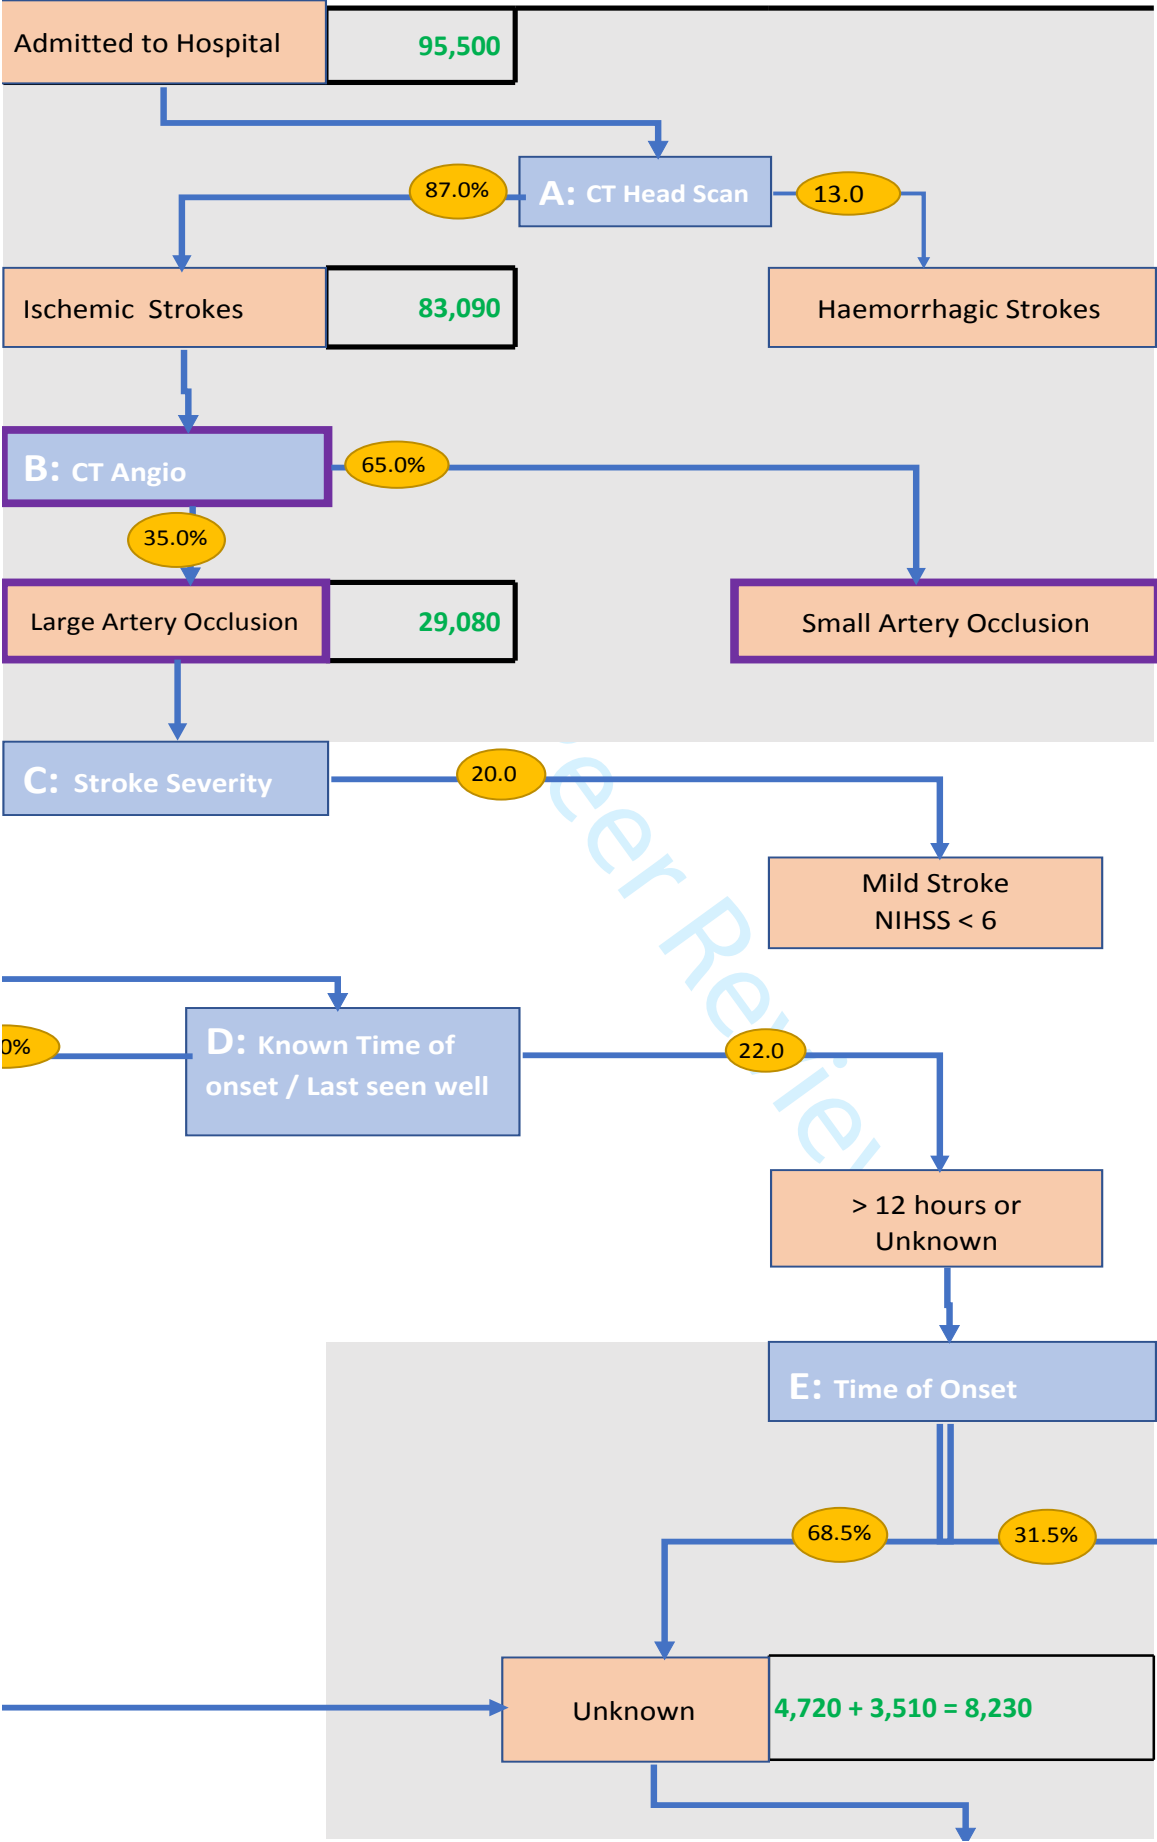 Admitted to Hospital 95,500
87.0% A: CT Head Scan 13.0
Ischemic  Strokes 83,090 Haemorrhagic Strokes
B: CT Angio 65.0%
35.0%
Large Artery Occlusion 29,080 Small Artery Occlusion
C: Stroke Severity 20.0
Mild Stroke
NIHSS < 6
eer Review
0% D: Known Time of
onset / Last seen well
22.0
> 12 hours or
Unknown
E: Time of Onset
68.5% 31.5%
Unknown 4,720 + 3,510 = 8,230